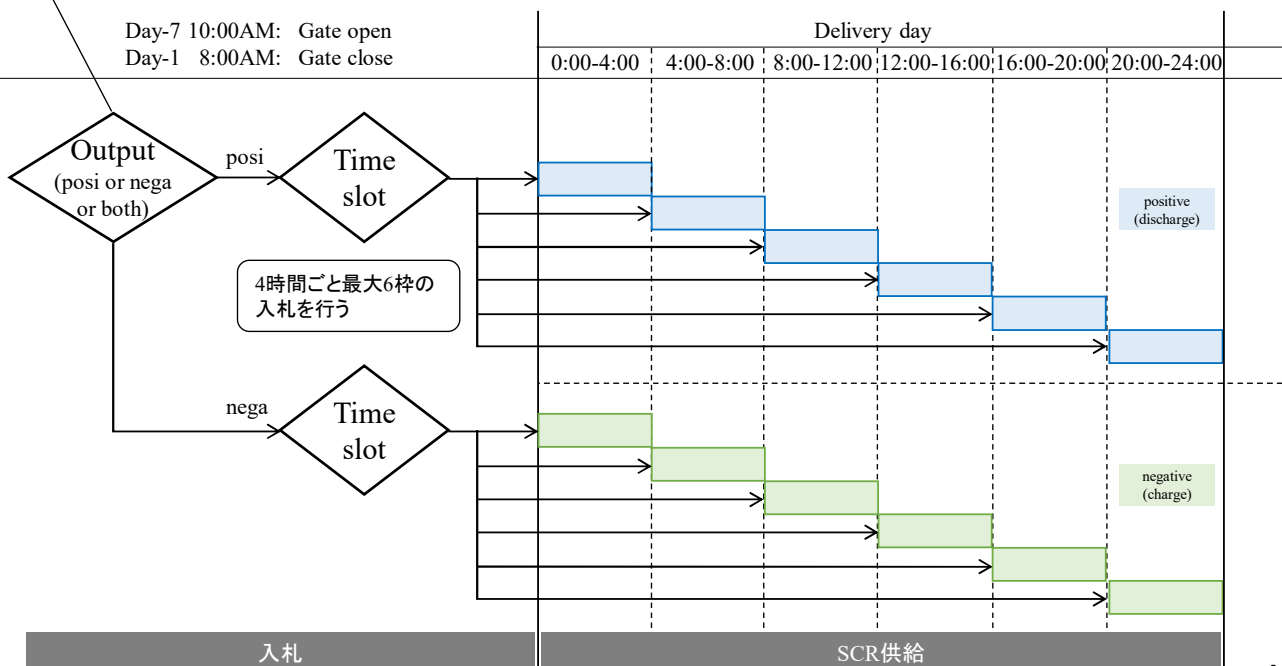 Day-7 10:00AM: Gate open
Day-1 8:00AM: Gate close
Delivery day
0:00-4:00 4:00-8:00 8:00-12:00 12:00-16:00 16:00-20:00 20:00-24:00
Output
(posi or nega
or both)
posi
Time
slot
positive
(discharge)
4時間ごと最大6枠の
入札を行う
nega
Time
slot
negative
(charge)
入札
SCR供給